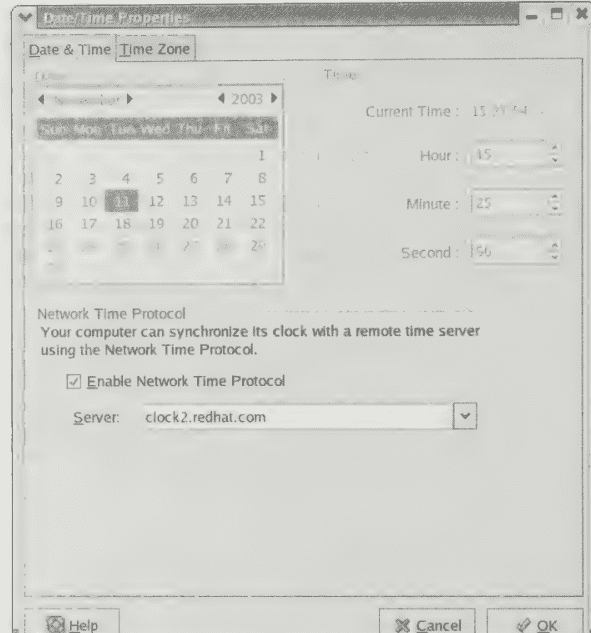 Date/Time Properties
Date & Time Time Zone
Date Time
2003
Sun Mon Tue Wed Thu Fri Sat
1
2 3 4 5 6 7 8
9 10 11 12 13 14 15
16 17 18 19 20 21 22
29
Current Time :
Hour : 15
Minute : 25
Second :
Network Time Protocol
Your computer can synchronize its clock with a remote time server
using the Network Time Protocol.
Enable Network Time Protocol
Server: clock2.redhat.com
Help Cancel OK